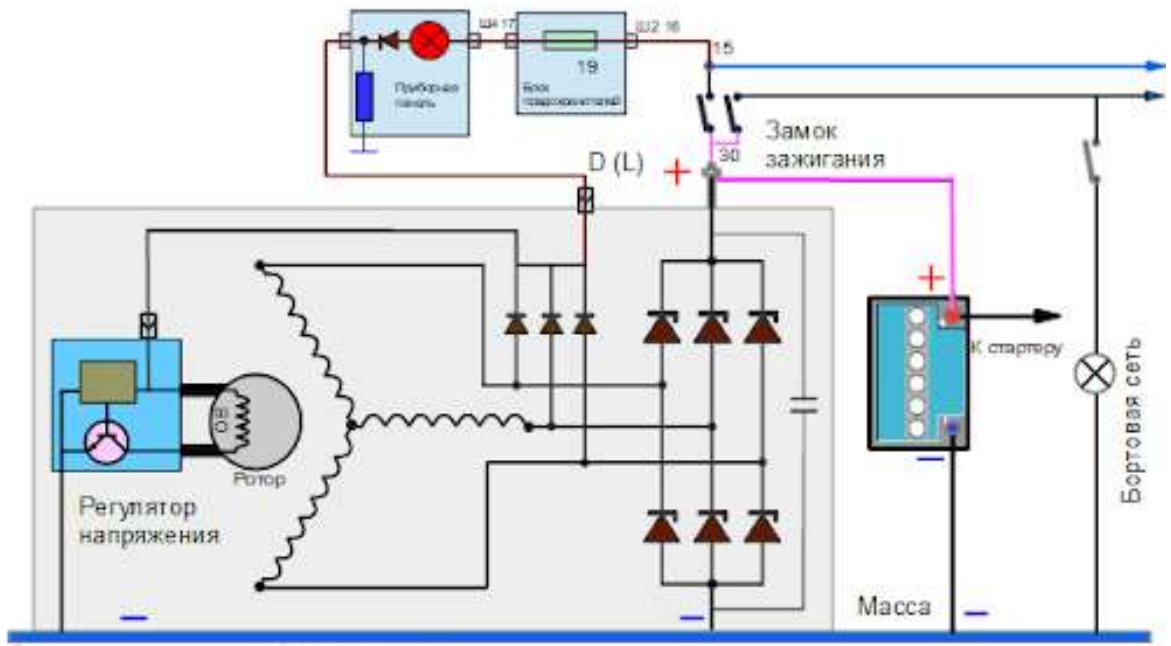 Ш4 17
Ш2 16
15
19
Приборная
панель
Блок
D (L)
+
30
Замок
зажигания
+
К стартеру
Бортовая сеть
ОВ
Ротор
Регулятор
напряжения
Масса